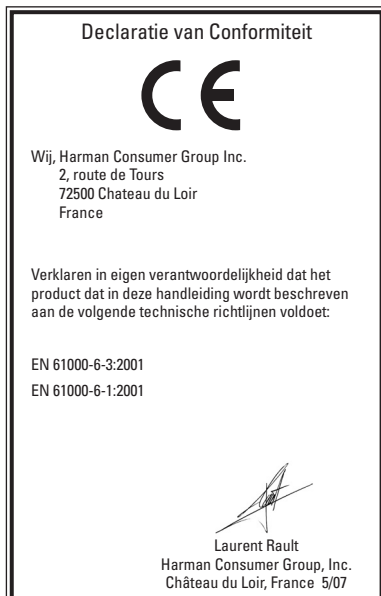 Declaratie van Conformiteit
CE
Wij, Harman Consumer Group Inc.
2, route de Tours
72500 Chateau du Loir
France
Verklaren in eigen verantwoordelijkheid dat het
product dat in deze handleiding wordt beschreven
aan de volgende technische richtlijnen voldoet:
EN 61000-6-3:2001
EN 61000-6-1:2001
Laurent Rault
Harman Consumer Group, Inc.
Château du Loir, France 5/07